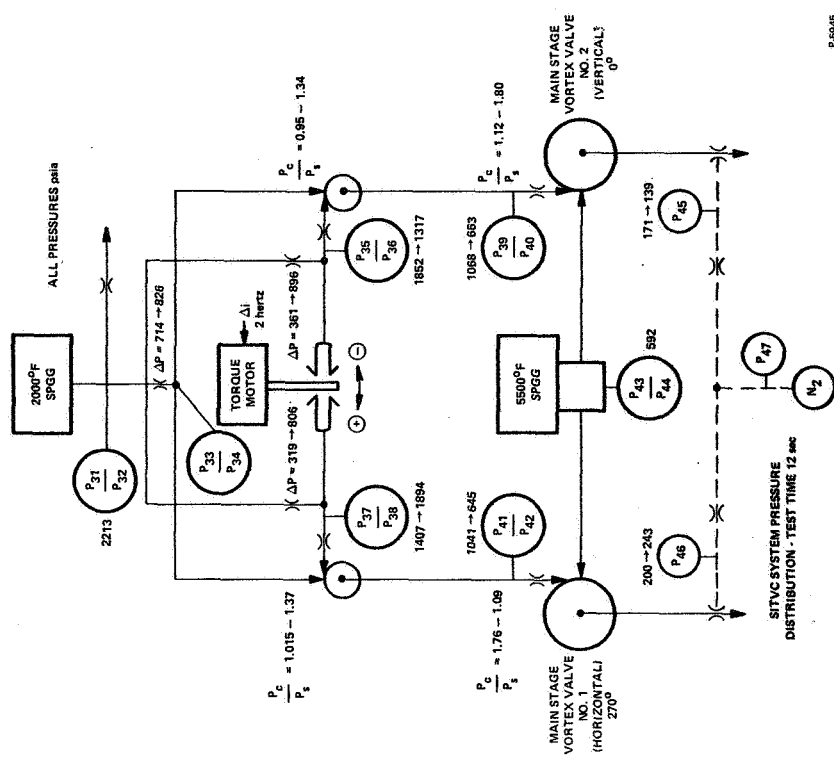 ALL PRESSURES psia
2000°F
SPGG
P31
P32
2213
ΔP = 714→826
P33
P34
TORQUE
MOTOR
Δi
2 hertz
ΔP = 319→806
ΔP = 361→896
+
−
Pc/Ps = 1.015 – 1.37
Pc/Ps = 0.95 – 1.34
P37
P38
1407→1894
P35
P36
1852→1317
1041→645
P41
P42
1068→663
P39
P40
Pc/Ps = 1.76 – 1.09
Pc/Ps = 1.12 – 1.80
5500°F
SPGG
P43
P44
592
MAIN STAGE
VORTEX VALVE
NO. 1
(HORIZONTAL)
270°
MAIN STAGE
VORTEX VALVE
NO. 2
(VERTICAL)
0°
200→243
P46
171→139
P45
P47
N2
SITVC SYSTEM PRESSURE
DISTRIBUTION - TEST TIME 12 sec
P-6945